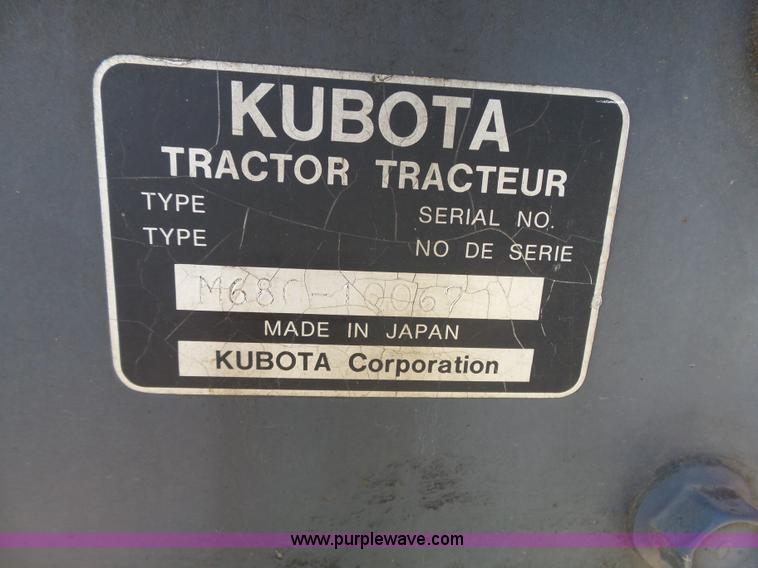 KUBOTA
TRACTOR TRACTEUR
TYPE SERIAL NO.
TYPE NO DE SERIE
MADE IN JAPAN
KUBOTA Corporation
www.purplewave.com